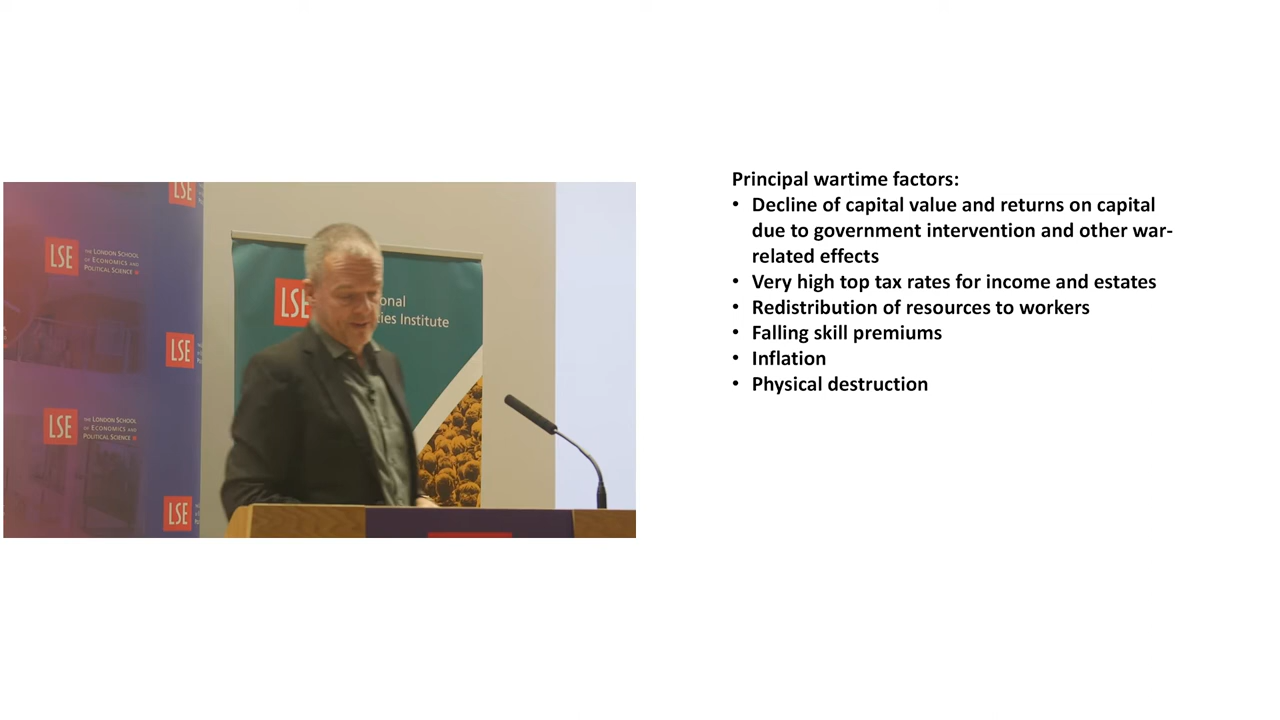 LSE
LSE
THE LONDON SCHOOL
OF ECONOMICS AND
POLITICAL SCIENCE
LSE
ional
ies Institute
LSE
LSE
THE LONDON SCHOOL
OF ECONOMICS AND
POLITICAL SCIENCE
LSE
Principal wartime factors:
• Decline of capital value and returns on capital
due to government intervention and other war-
related effects
• Very high top tax rates for income and estates
• Redistribution of resources to workers
• Falling skill premiums
• Inflation
• Physical destruction